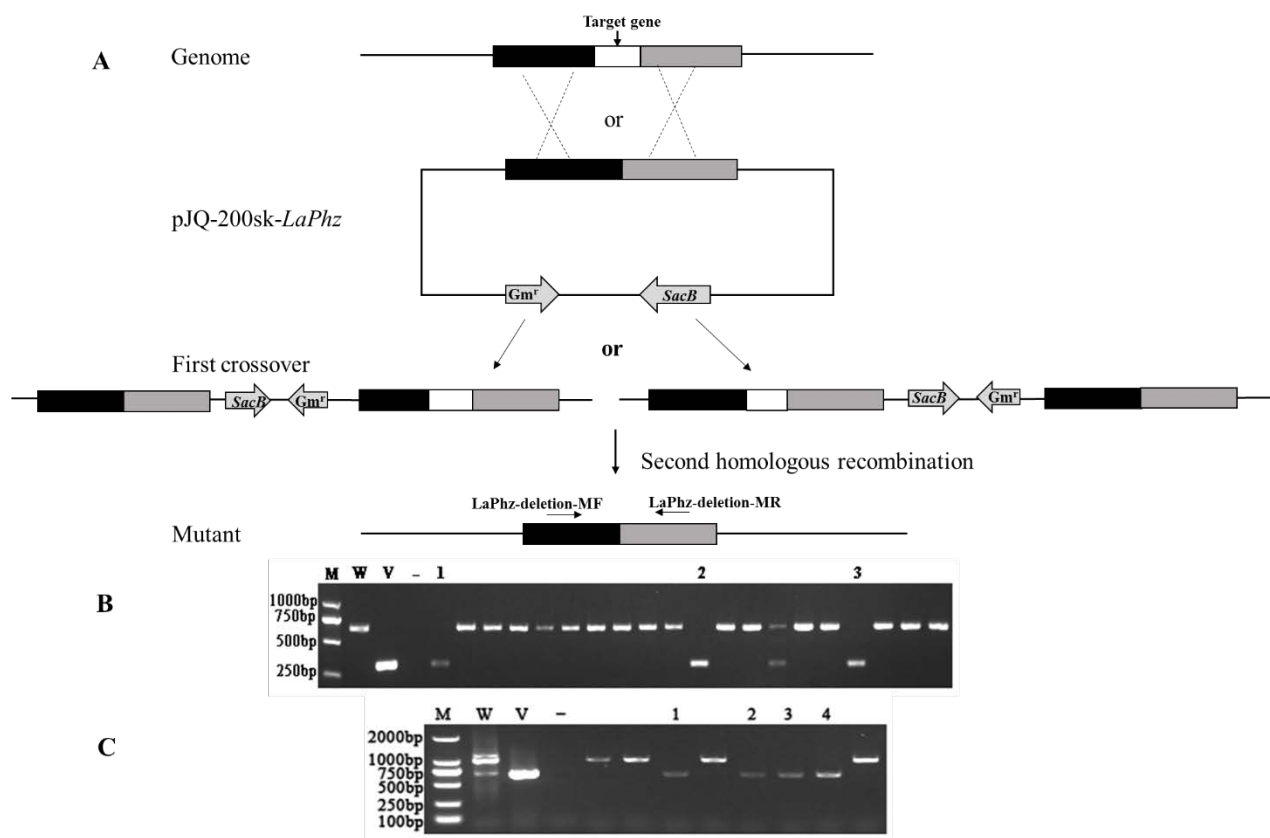 Target gene
A Genome
or
pJQ-200sk-LaPhz
Gmʳ SacB
or
First crossover
SacB Gmʳ SacB Gmʳ
Second homologous recombination
LaPhz-deletion-MF LaPhz-deletion-MR
Mutant
B
M W V - 1 2 3
1000bp
750bp
500bp
250bp
C
M W V - 1 2 3 4
2000bp
1000bp
750bp
500bp
250bp
100bp